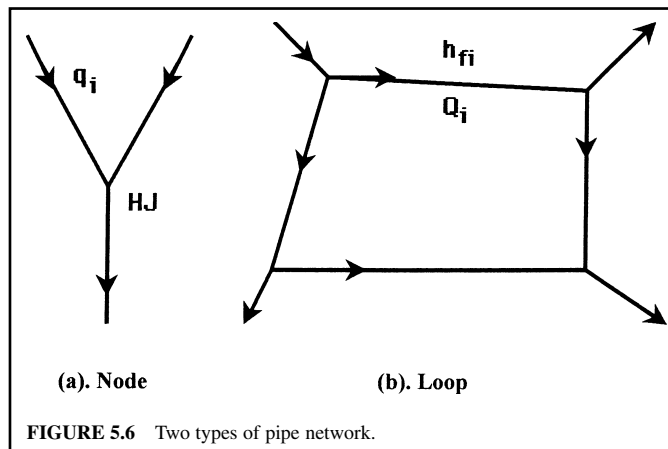 q_i
HJ
h_fi
Q_i
(a). Node
(b). Loop
FIGURE 5.6 Two types of pipe network.